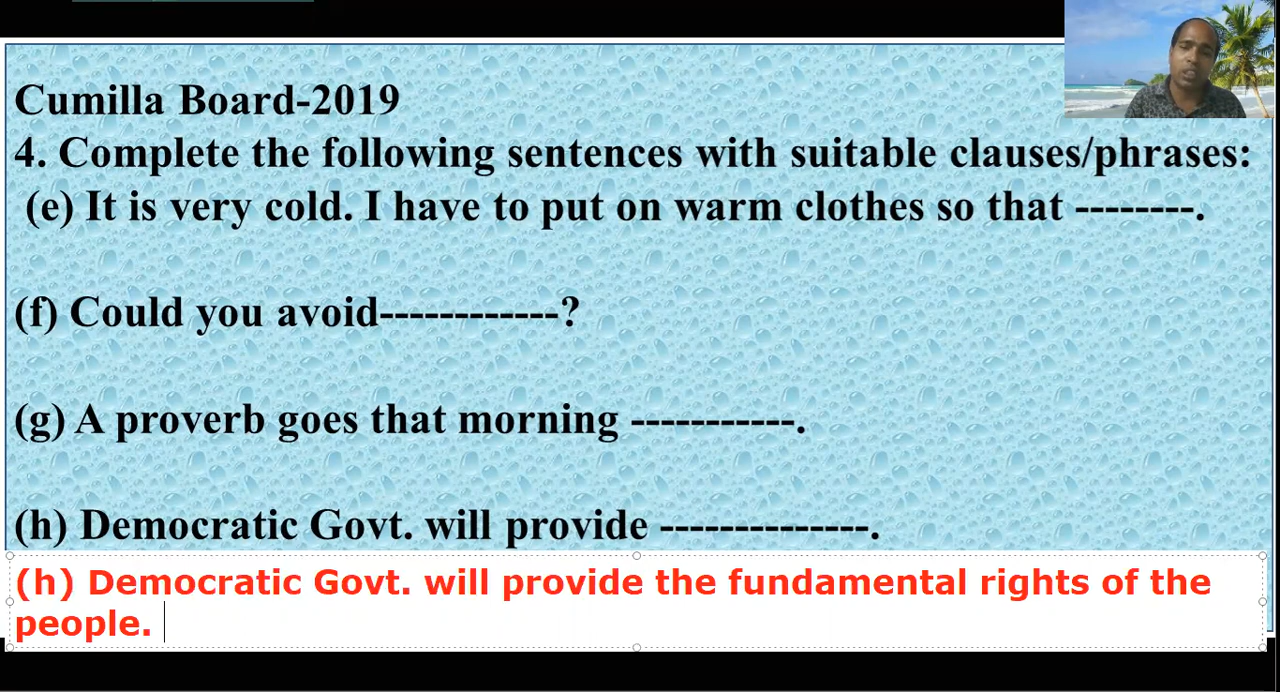 Cumilla Board-2019
4. Complete the following sentences with suitable clauses/phrases:
(e) It is very cold. I have to put on warm clothes so that --------.
(f) Could you avoid------------?
(g) A proverb goes that morning -----------.
(h) Democratic Govt. will provide --------------.
(h) Democratic Govt. will provide the fundamental rights of the
people.